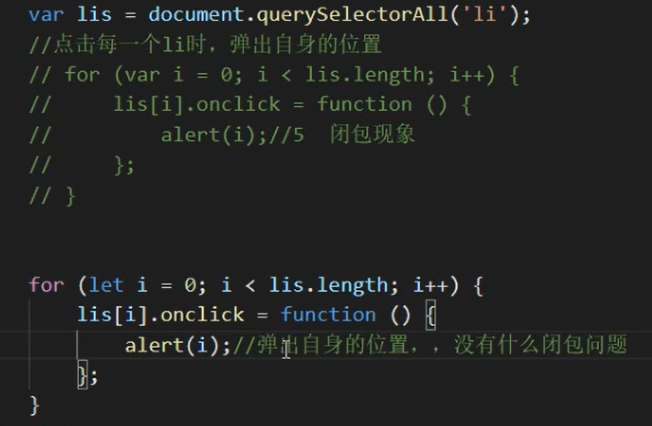 var lis = document.querySelectorAll('li');
//点击每一个li时，弹出自身的位置
// for (var i = 0; i < lis.length; i++) {
//     lis[i].onclick = function () {
//         alert(i);//5  闭包现象
//     };
// }
for (let i = 0; i < lis.length; i++) {
    lis[i].onclick = function () {
        alert(i);//弹出自身的位置，，没有什么闭包问题
    };
}